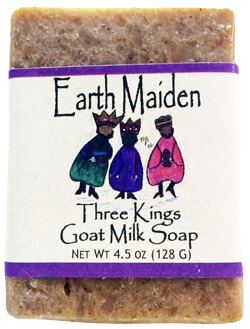 Earth Maiden
Three Kings
Goat Milk Soap
NET WT 4.5 OZ (128 G)